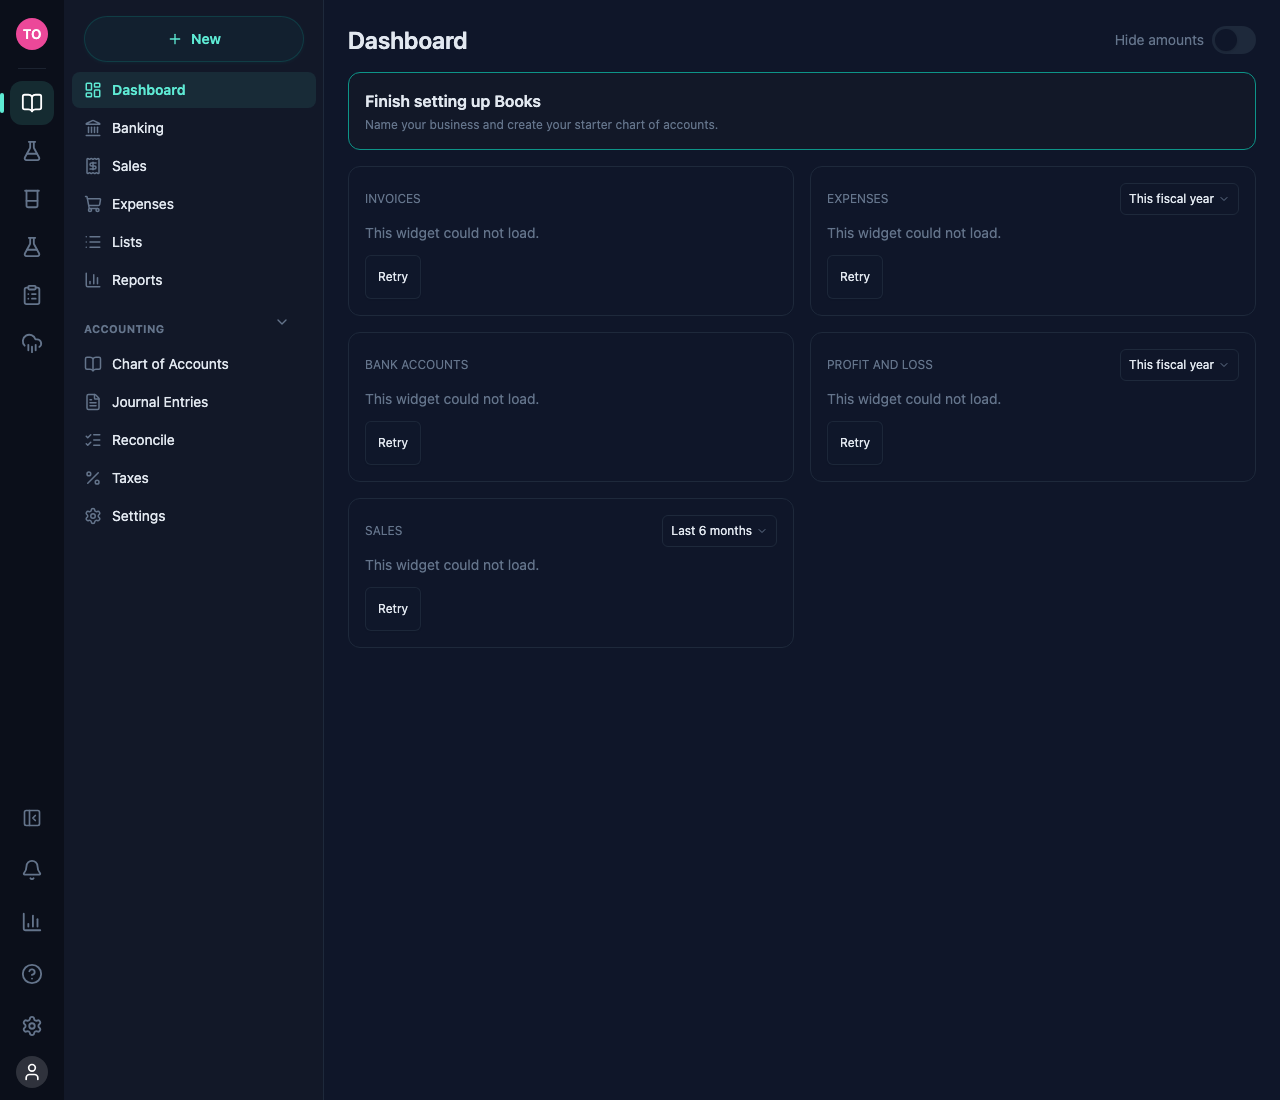 TO
New
Dashboard
Banking
Sales
Expenses
Lists
Reports
ACCOUNTING
Chart of Accounts
Journal Entries
Reconcile
Taxes
Settings
Dashboard
Hide amounts
Finish setting up Books
Name your business and create your starter chart of accounts.
INVOICES
This widget could not load.
Retry
EXPENSES
This fiscal year
This widget could not load.
Retry
BANK ACCOUNTS
This widget could not load.
Retry
PROFIT AND LOSS
This fiscal year
This widget could not load.
Retry
SALES
Last 6 months
This widget could not load.
Retry